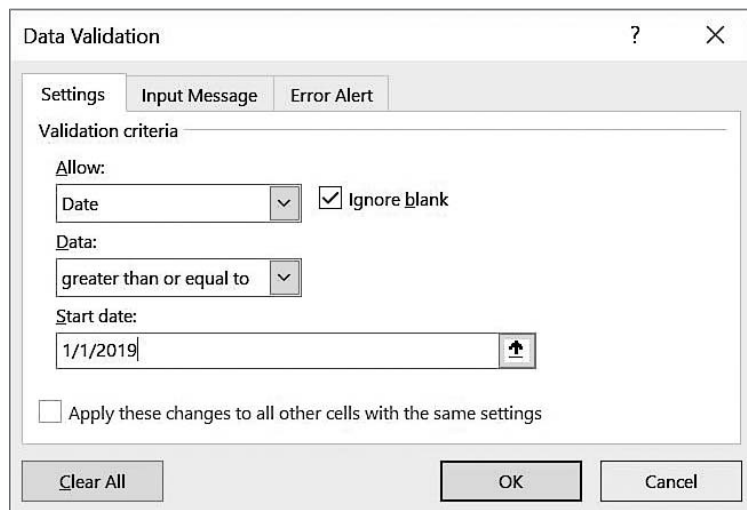 Data Validation ?
Settings Input Message Error Alert
Validation criteria
Allow:
Date Ignore blank
Data:
greater than or equal to
Start date:
1/1/2019
Apply these changes to all other cells with the same settings
Clear All OK Cancel